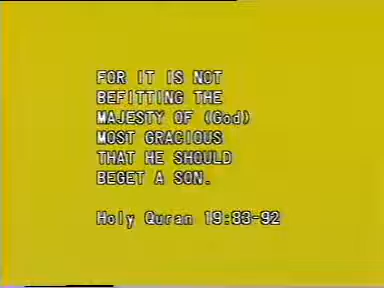 FOR IT IS NOT
BEFITTING THE
MAJESTY OF (God)
MOST GRACIOUS
THAT HE SHOULD
BEGET A SON.
Holy Quran 19:83-92